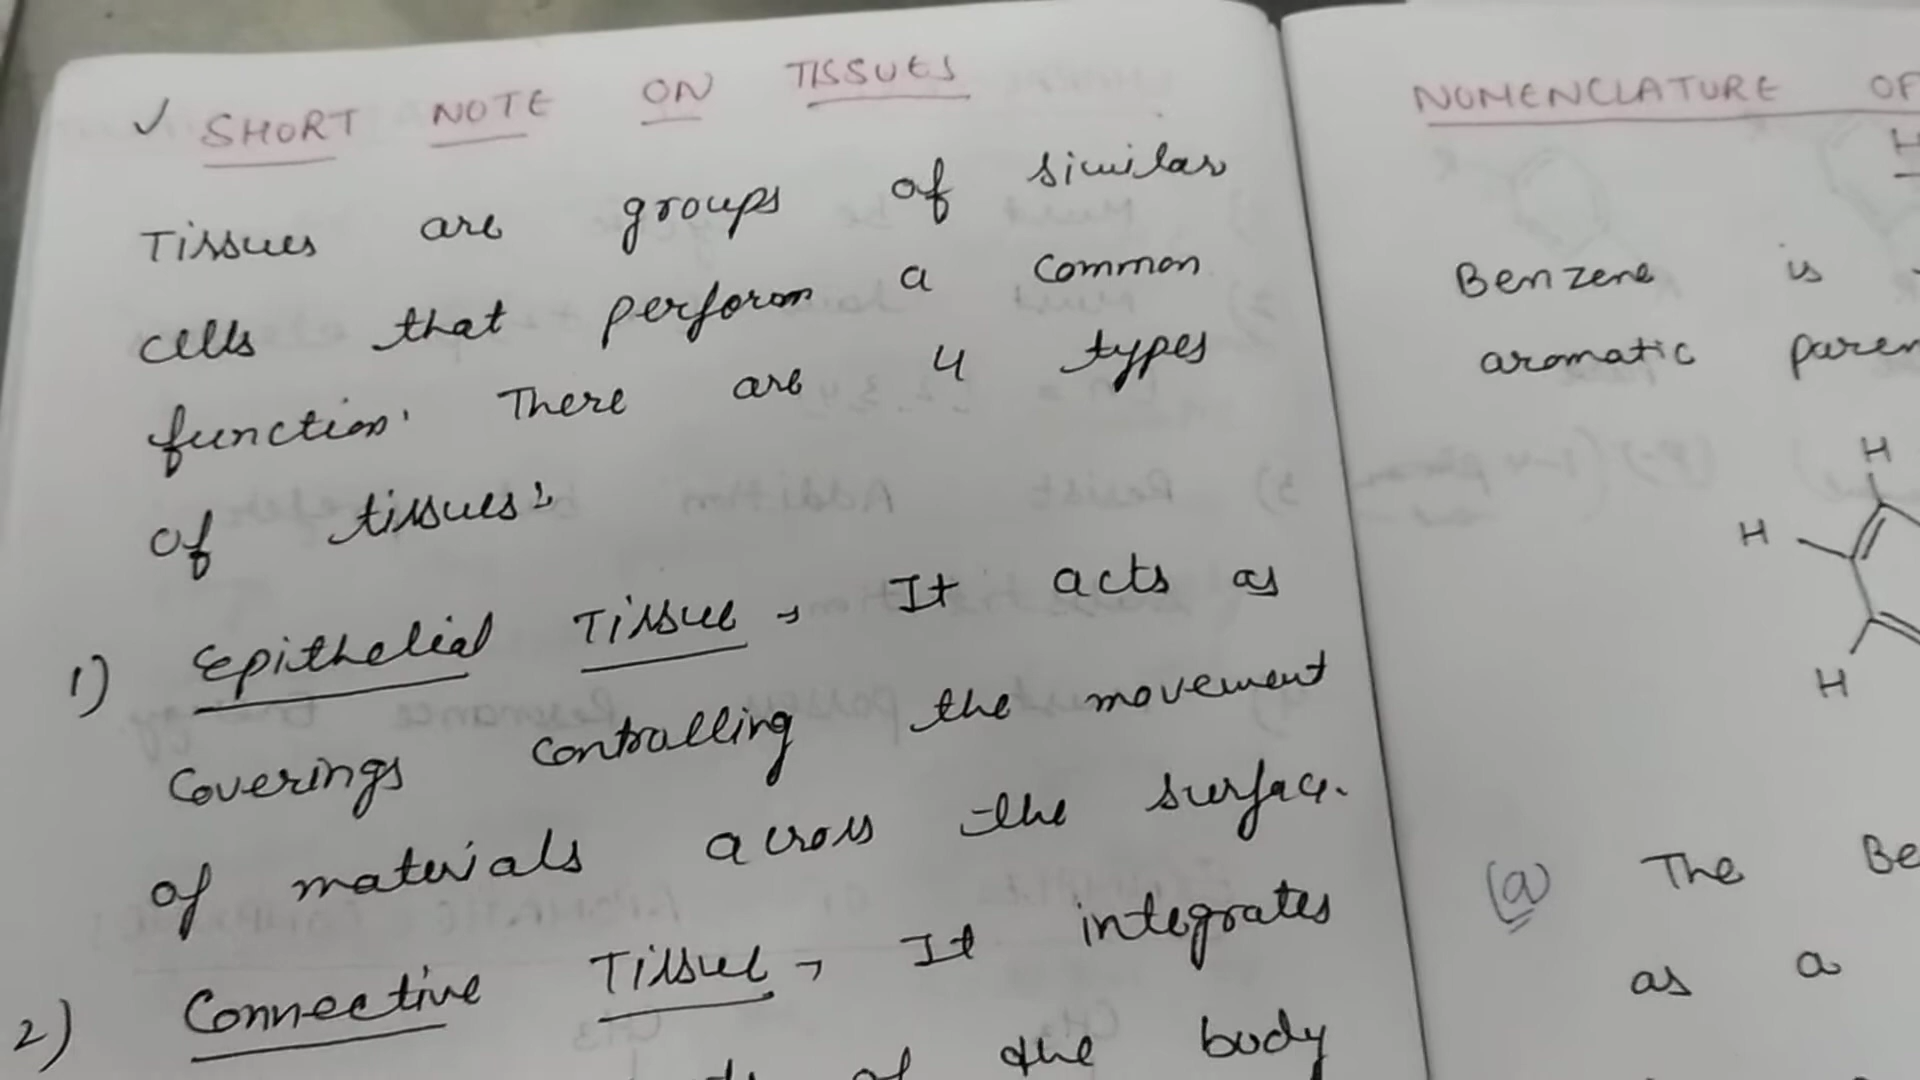 ✓ SHORT NOTE ON TISSUES
Tissues are groups of similar
cells that perform a common
function. There are 4 types
of tissues:
1) Epithelial Tissue → It acts as
coverings controlling the movement
of materials across the surface.
2) Connective Tissue → It integrates
of the body
NOMENCLATURE OF
H
Benzene is
aromatic paren
H
H
H
(a) The Be
as a